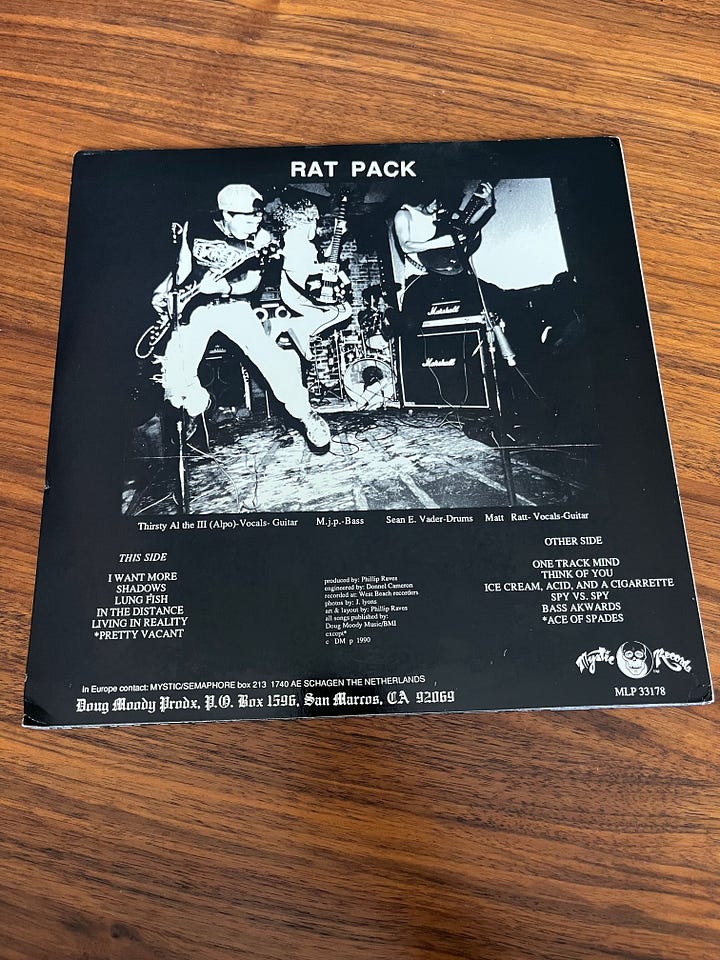 RAT PACK
Marshall
Marshall
Thirsty Al the III (Alpo)-Vocals- Guitar M.j.p.-Bass Sean E. Vader-Drums Matt Ratt- Vocals-Guitar
THIS SIDE
I WANT MORE
SHADOWS
LUNG FISH
IN THE DISTANCE
LIVING IN REALITY
*PRETTY VACANT
produced by: Phillip Raves
engineered by: Donnel Cameron
recorded at: West Beach recorders
photos by: J. lyons
art & layout by: Phillip Raves
all songs published by:
Doug Moody Music/BMI
except*
c DM p 1990
OTHER SIDE
ONE TRACK MIND
THINK OF YOU
ICE CREAM, ACID, AND A CIGARRETTE
SPY VS. SPY
BASS AKWARDS
*ACE OF SPADES
Mystic Records
TM
MLP 33178
in Europe contact: MYSTIC/SEMAPHORE box 213 1740 AE SCHAGEN THE NETHERLANDS
Doug Moody Prodx, P.O. Box 1596, San Marcos, CA 92069